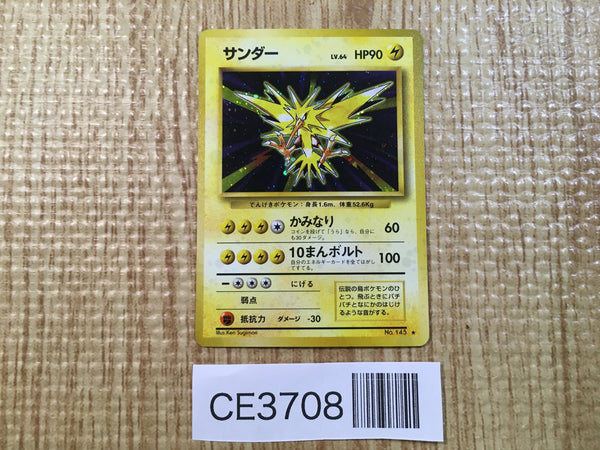 サンダー LV.64 HP90
でんげきポケモン：身長1.6m、体重52.6Kg
かみなり 60
コインを投げて「うら」なら、自分に
も30ダメージ。
10まんボルト 100
自分のエネルギーカードを全てはがし
てすてる。
にげる
弱点
抵抗力 ダメージ -30
伝説の鳥ポケモンのひ
とつ。飛ぶときにパチ
パチとなにかのはじけ
るような音がする。
Illus.Ken Sugimori No.145 ★
CE3708